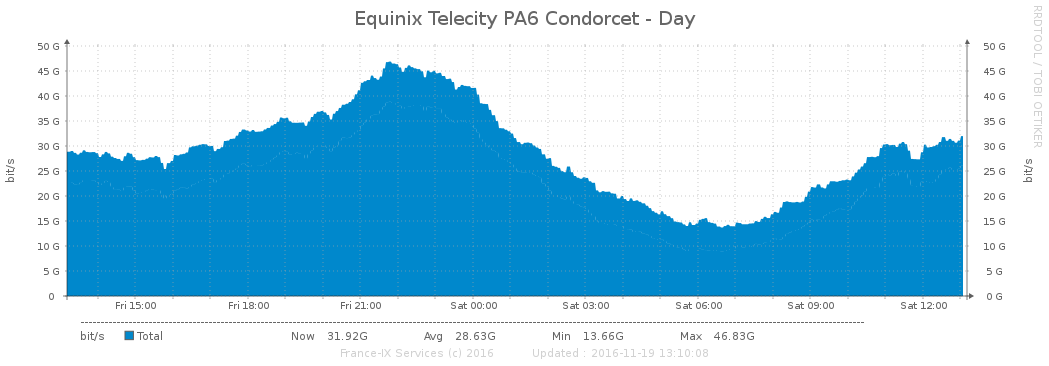 Equinix Telecity PA6 Condorcet - Day
RRDTOOL / TOBI OETIKER
bit/s
50 G 50 G
45 G 45 G
40 G 40 G
35 G 35 G
30 G 30 G
25 G 25 G
20 G 20 G
15 G 15 G
10 G 10 G
5 G 5 G
0 0 G
bit/s
Fri 15:00 Fri 18:00 Fri 21:00 Sat 00:00 Sat 03:00 Sat 06:00 Sat 09:00 Sat 12:00
bit/s Total Now 31.92G Avg 28.63G Min 13.66G Max 46.83G
France-IX Services (c) 2016 Updated : 2016-11-19 13:10:08